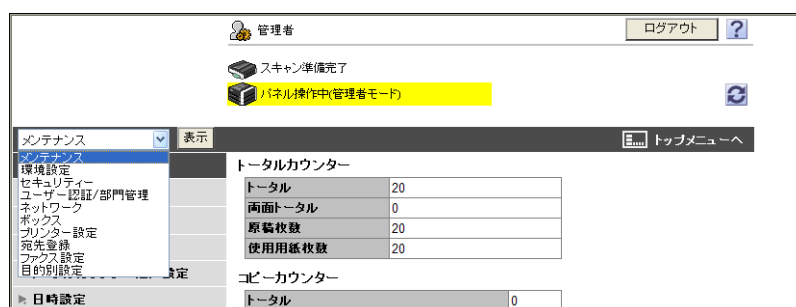 管理者
ログアウト
?
スキャン準備完了
パネル操作中(管理者モード)
メンテナンス
表示
トップメニューへ
メンテナンス
環境設定
セキュリティー
ユーザー認証/部門管理
ネットワーク
ボックス
プリンター設定
宛先登録
ファクス設定
目的別設定
設定
日時設定
トータルカウンター
トータル 20
両面トータル 0
原稿枚数 20
使用用紙枚数 20
コピーカウンター
トータル 0